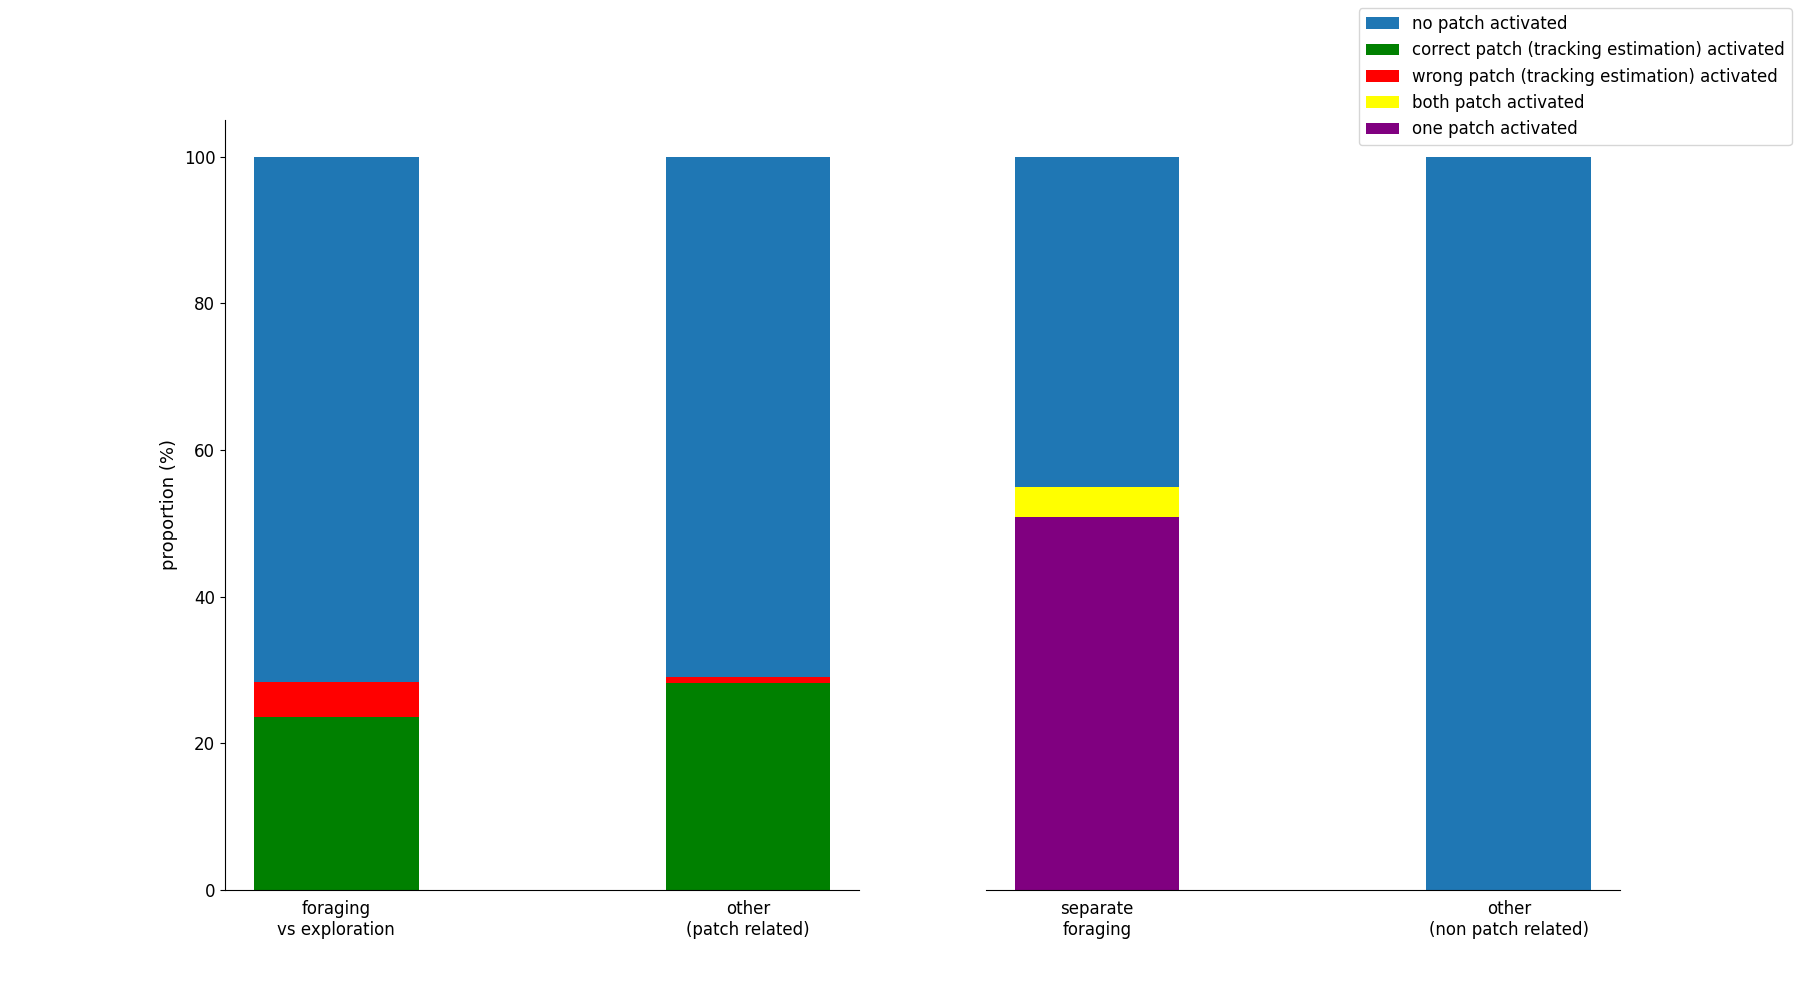 no patch activated
correct patch (tracking estimation) activated
wrong patch (tracking estimation) activated
both patch activated
one patch activated
100
80
60
40
20
0
proportion (%)
foraging
vs exploration
other
(patch related)
separate
foraging
other
(non patch related)